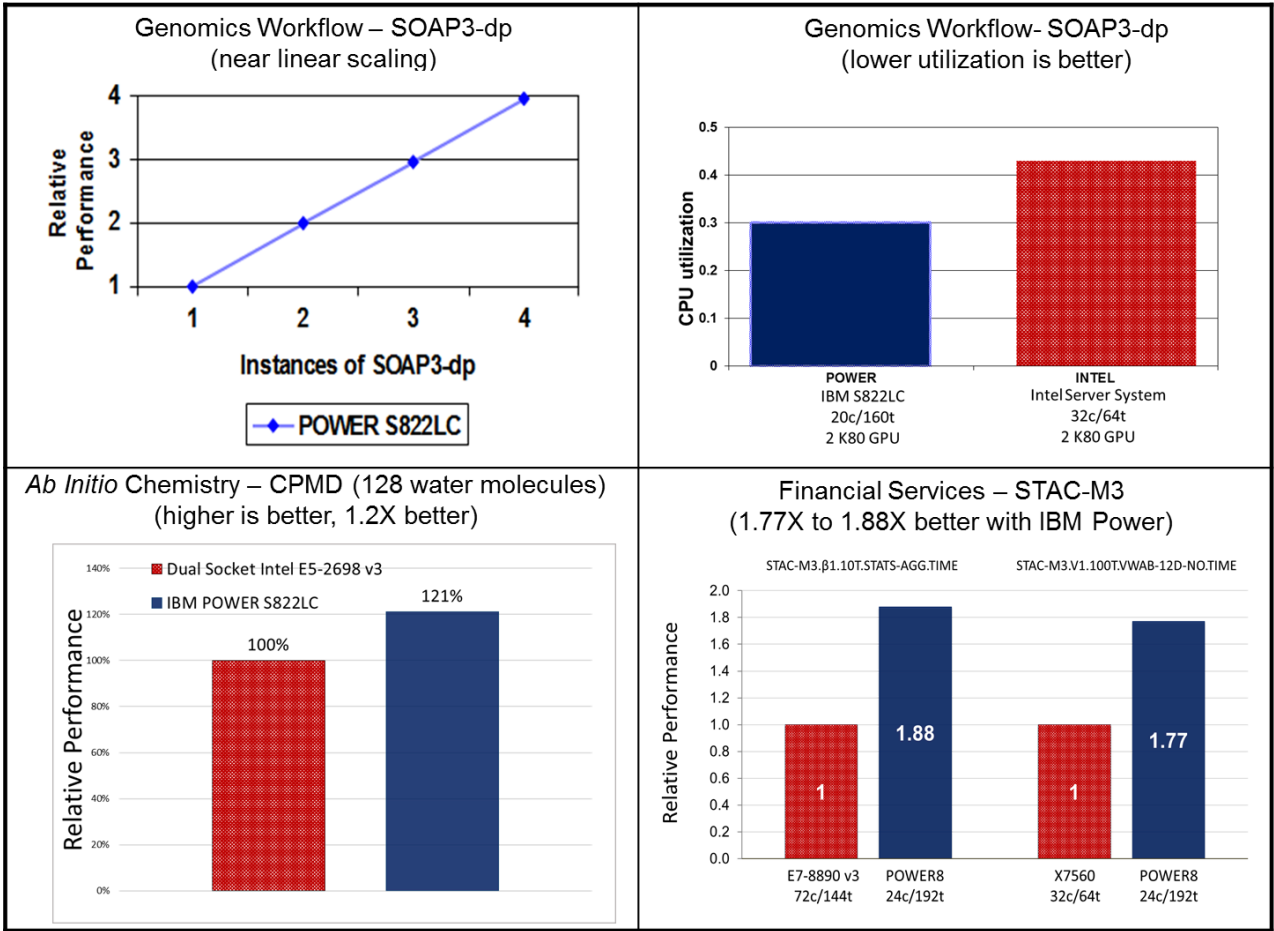 Genomics Workflow – SOAP3-dp
(near linear scaling)
4
3
2
1
Relative
Performance
1 2 3 4
Instances of SOAP3-dp
POWER S822LC
Genomics Workflow- SOAP3-dp
(lower utilization is better)
0.5
0.4
0.3
0.2
0.1
0
CPU utilization
POWER
IBM S822LC
20c/160t
2 K80 GPU
INTEL
Intel Server System
32c/64t
2 K80 GPU
Ab Initio Chemistry – CPMD (128 water molecules)
(higher is better, 1.2X better)
Dual Socket Intel E5-2698 v3
IBM POWER S822LC
140%
120%
100%
80%
60%
40%
20%
0%
Relative Performance
100%
121%
Financial Services – STAC-M3
(1.77X to 1.88X better with IBM Power)
STAC-M3.β1.10T.STATS-AGG.TIME
STAC-M3.V1.100T.VWAB-12D-NO.TIME
2.0
1.8
1.6
1.4
1.2
1.0
0.8
0.6
0.4
0.2
0.0
Relative Performance
1
1.88
1
1.77
E7-8890 v3
72c/144t
POWER8
24c/192t
X7560
32c/64t
POWER8
24c/192t